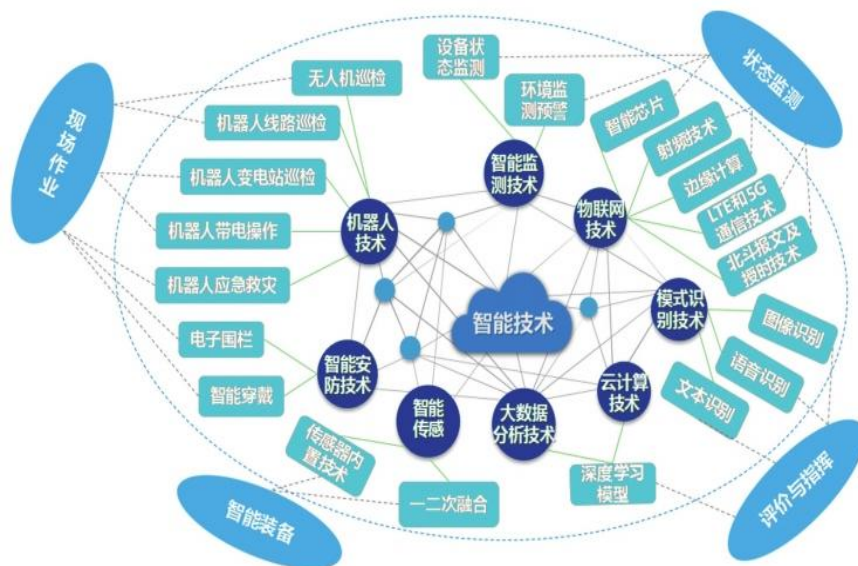 设备状
态监测
状态监测
无人机巡检
环境监
测预警
智能芯片
现场作业
机器人线路巡检
射频技术
智能监
测技术
边缘计算
机器人变电站巡检
物联网
技术
LTE和5G
通信技术
机器人
技术
机器人带电操作
北斗报文及
授时技术
机器人应急救灾
模式识
别技术
智能技术
图像识别
电子围栏
语音识别
智能安
防技术
云计算
技术
文本识别
智能穿戴
智能
传感
大数据
分析技术
传感器内
置技术
深度学习
模型
评价与指挥
一二次融合
智能装备